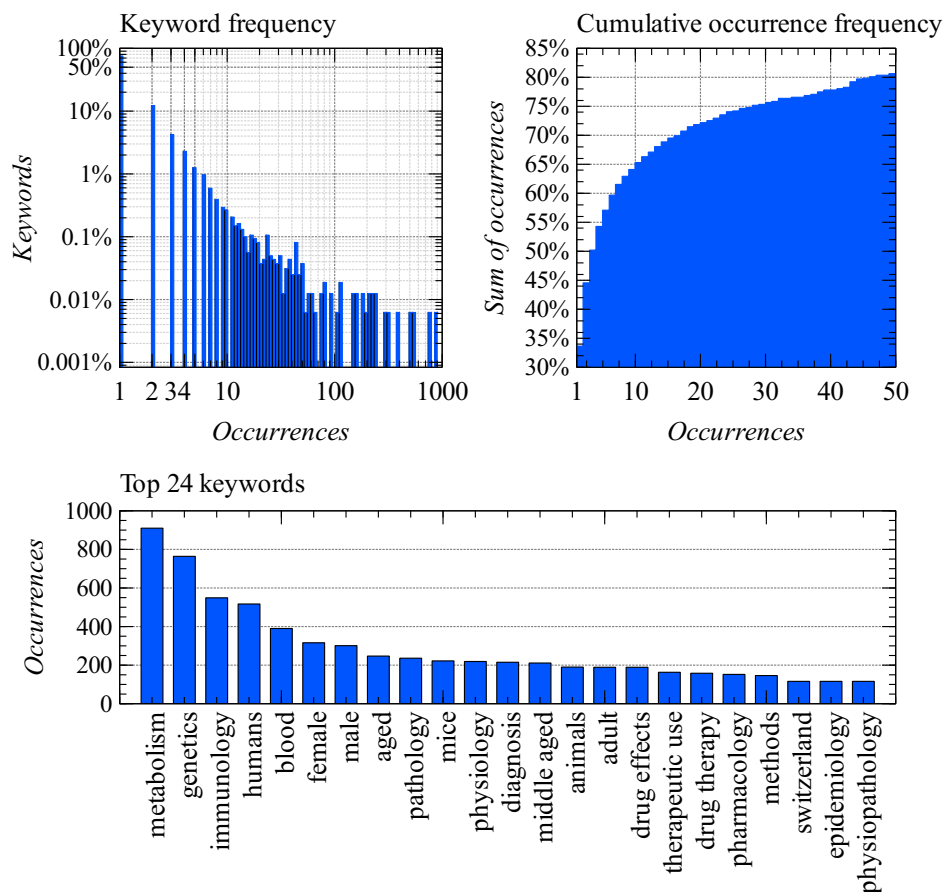 Keyword frequency
100%
50%
10%
1%
0.1%
0.01%
0.001%
Keywords
1 2 3 4 10 100 1000
Occurrences
Cumulative occurrence frequency
85%
80%
75%
70%
65%
60%
55%
50%
45%
40%
35%
30%
Sum of occurrences
1 10 20 30 40 50
Occurrences
Top 24 keywords
1000
800
600
400
200
0
Occurrences
metabolism
genetics
immunology
humans
blood
female
male
aged
pathology
mice
physiology
diagnosis
middle aged
animals
adult
drug effects
therapeutic use
drug therapy
pharmacology
methods
switzerland
epidemiology
physiopathology